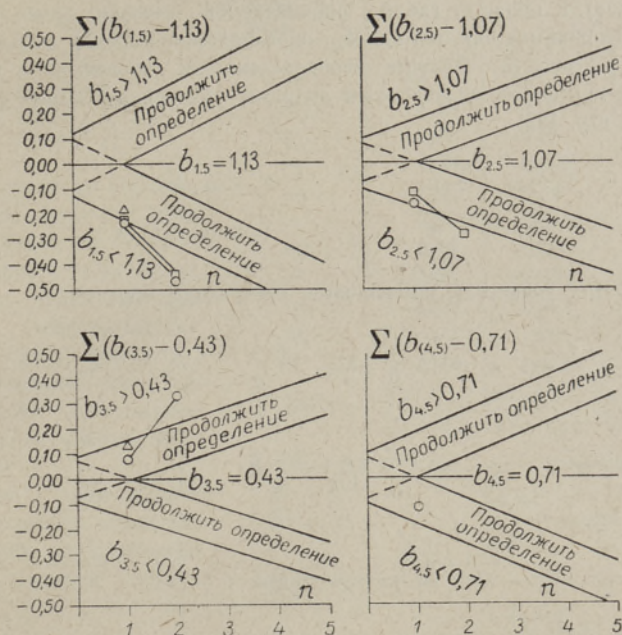 ∑(b(1.5)−1,13)
0,50
0,40
0,30
0,20
0,10
0,00
−0,10
−0,20
−0,30
−0,40
−0,50
b1.5>1,13
Продолжить
определение
b1.5=1,13
Продолжить
определение
b1.5<1,13
n
∑(b(2.5)−1,07)
b2.5>1,07
Продолжить определение
b2.5=1,07
Продолжить
определение
b2.5<1,07
n
∑(b(3.5)−0,43)
0,50
0,40
0,30
0,20
0,10
0,00
−0,10
−0,20
−0,30
−0,40
−0,50
b3.5>0,43
Продолжить
определение
b3.5=0,43
Продолжить определение
b3.5<0,43
n
1 2 3 4 5
∑(b(4.5)−0,71)
b4.5>0,71
Продолжить определение
b4.5=0,71
Продолжить
определение
b4.5<0,71
n
1 2 3 4 5